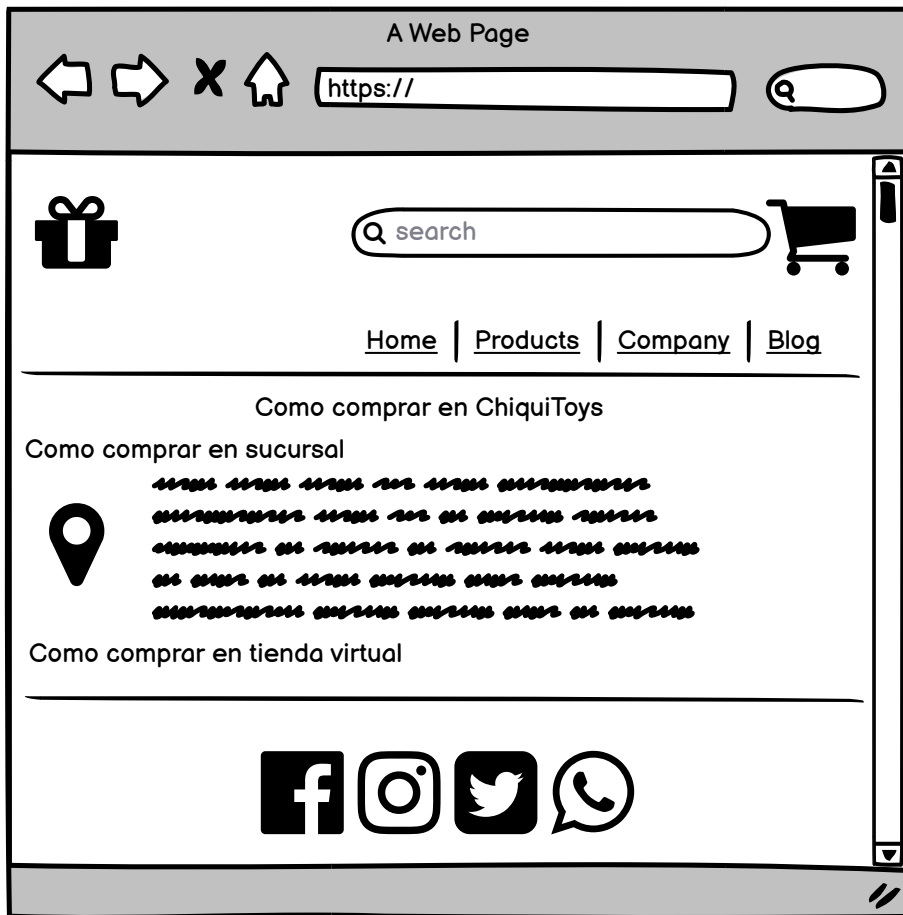 A Web Page
https://
search
Home | Products | Company | Blog
Como comprar en ChiquiToys
Como comprar en sucursal
Como comprar en tienda virtual